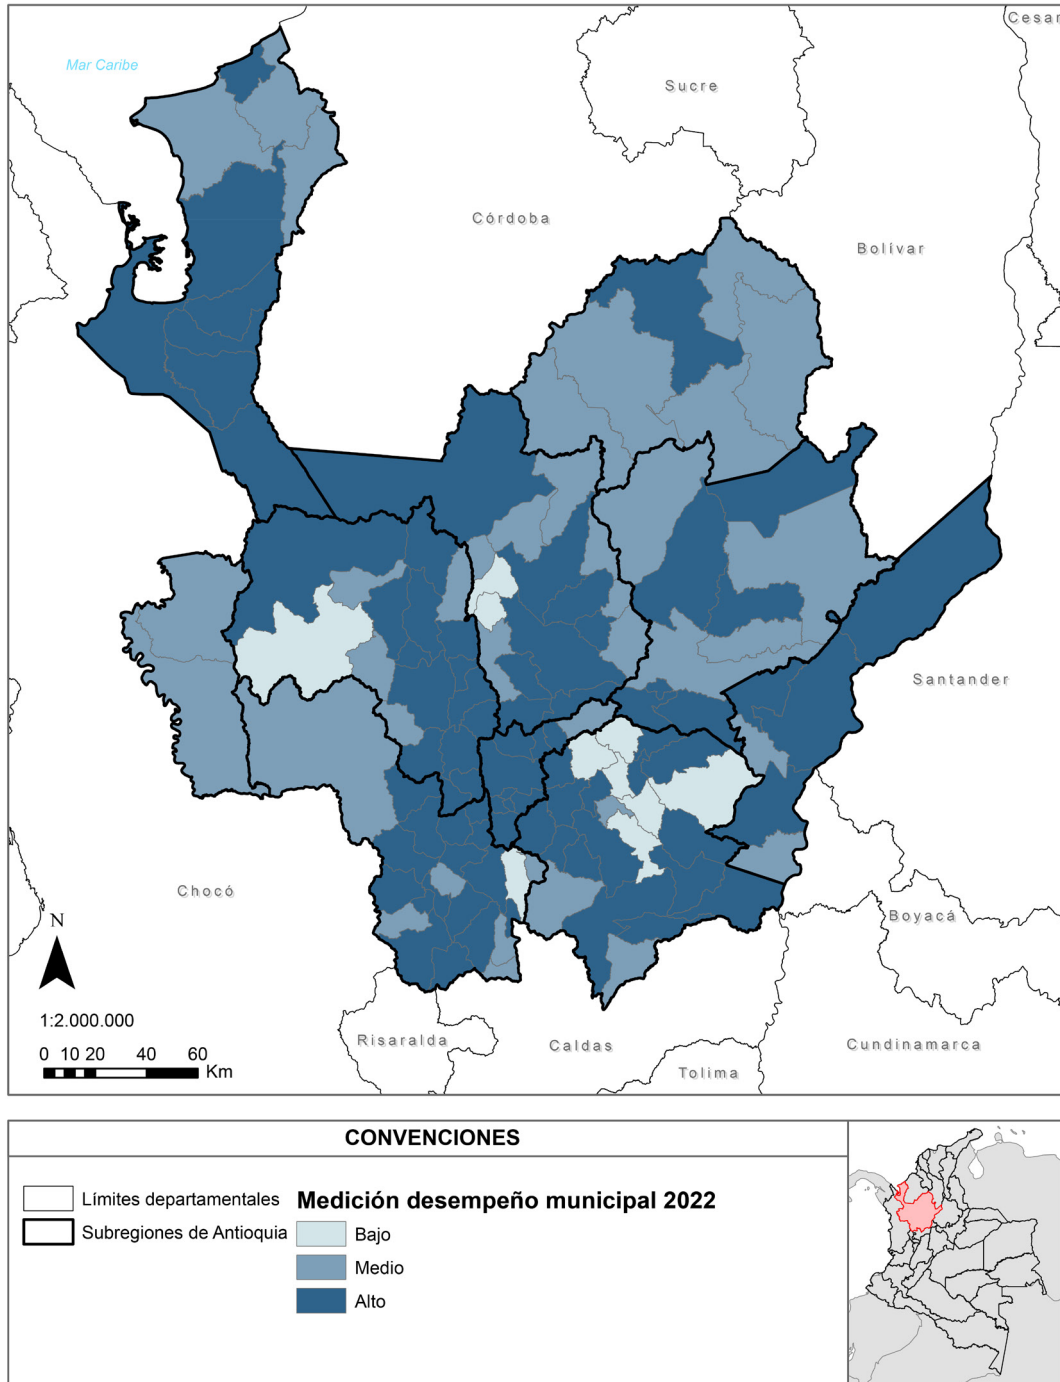 Cesar
Mar Caribe
Sucre
Córdoba
Bolívar
Santander
Chocó
Boyacá
N
1:2.000.000
Risaralda
Caldas
Cundinamarca
Tolima
0 10 20 40 60
Km
CONVENCIONES
Límites departamentales
Subregiones de Antioquia
Medición desempeño municipal 2022
Bajo
Medio
Alto